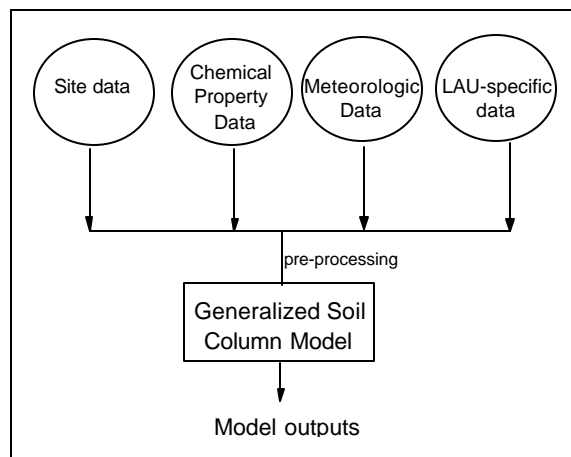 Site data
Chemical
Property
Data
Meteorologic
Data
LAU-specific
data
pre-processing
Generalized Soil
Column Model
Model outputs